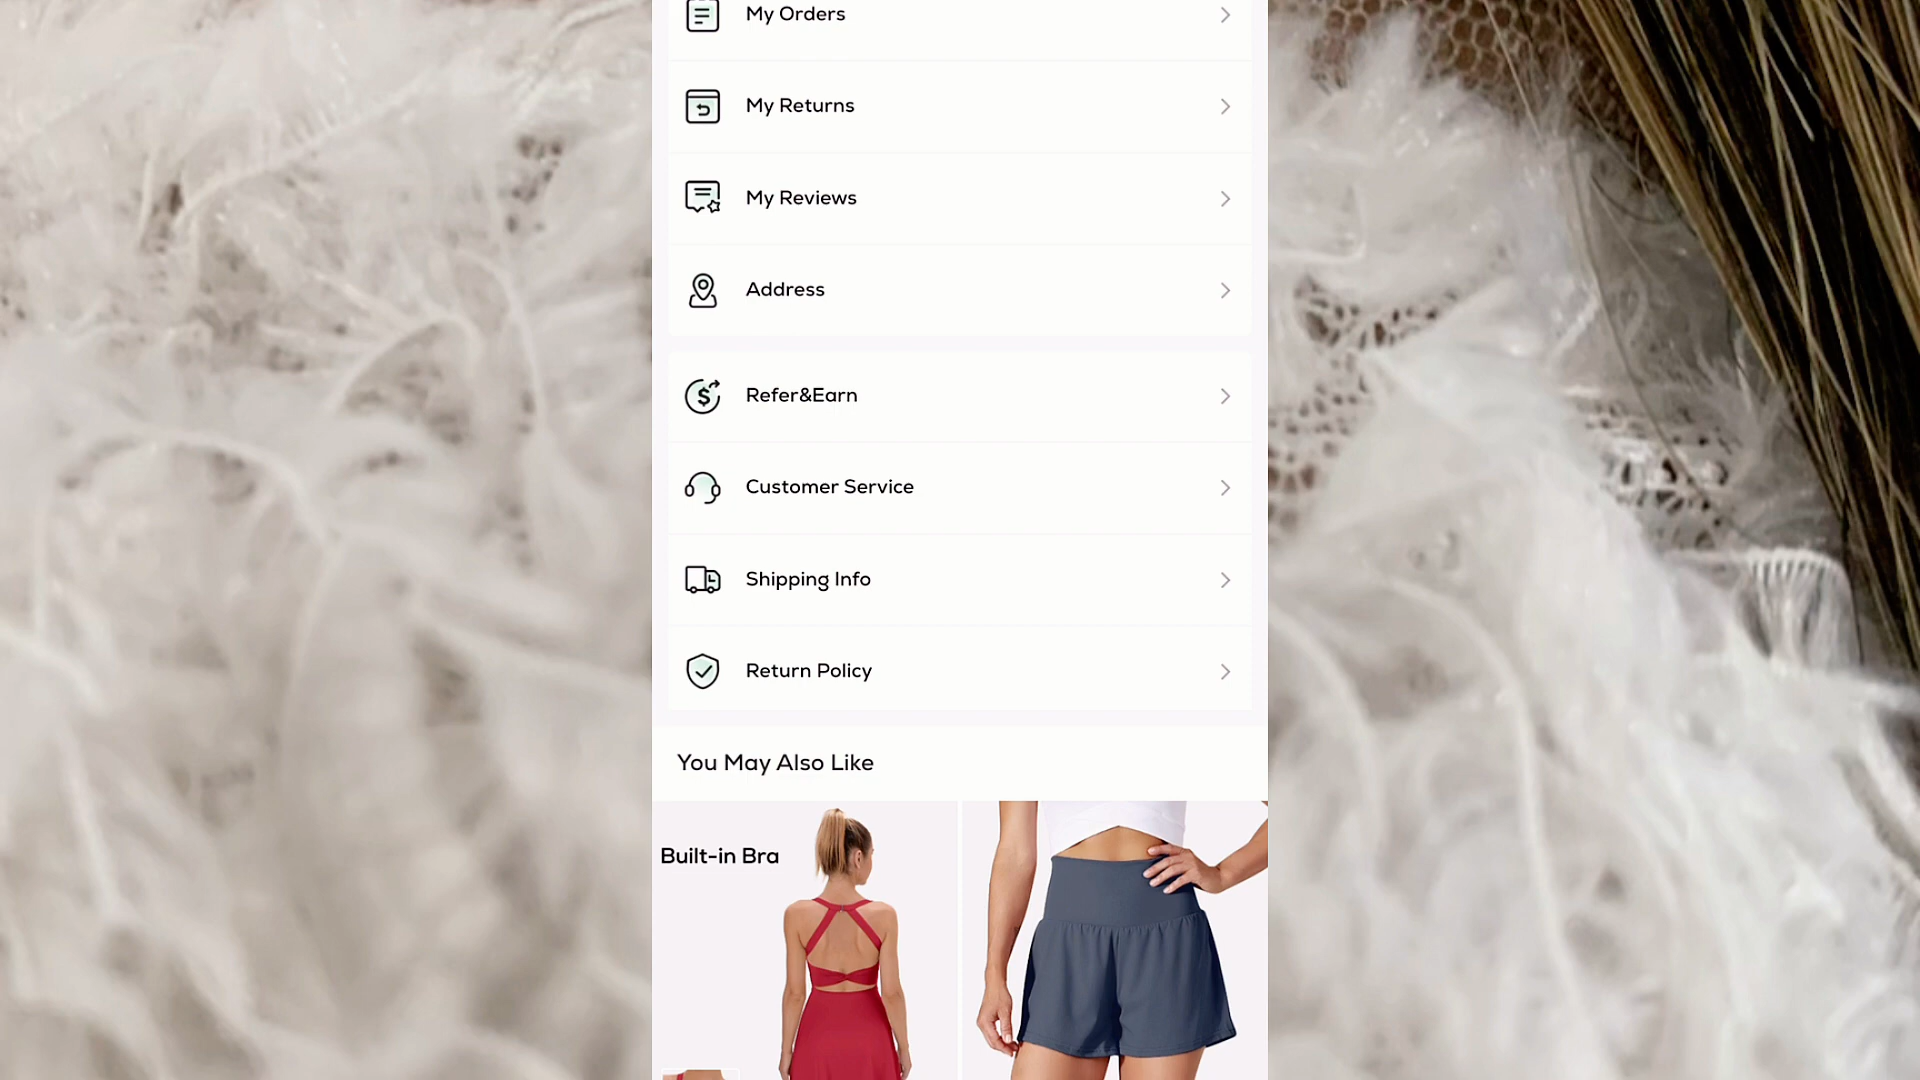 My Orders
My Returns
My Reviews
Address
Refer&Earn
Customer Service
Shipping Info
Return Policy
You May Also Like
Built-in Bra